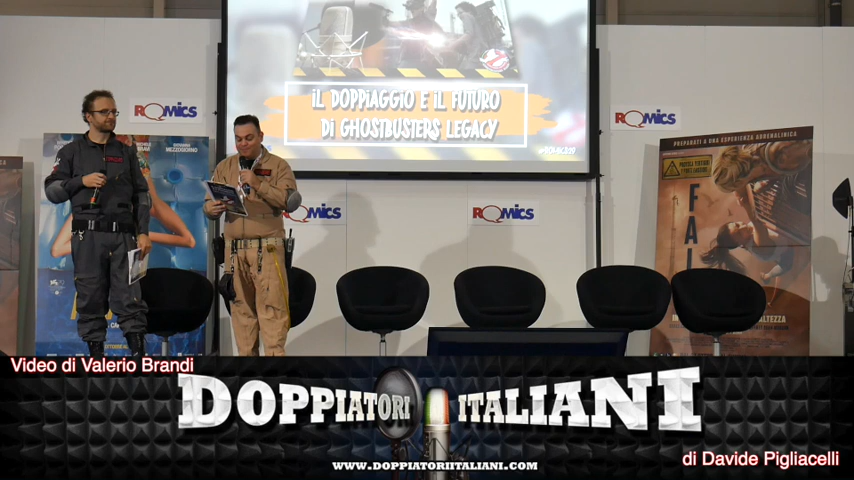 IL DOPPIAGGIO E IL FUTURO
DI GHOSTBUSTERS LEGACY
ROMICS
ROMICS
ROMICS
ROMICS
PREPARATI A UNA ESPERIENZA ADRENALINICA
FALL
MEZZOGIORNO
Video di Valerio Brandi
DOPPIATORI ITALIANI
WWW.DOPPIATORIITALIANI.COM
di Davide Pigliacelli